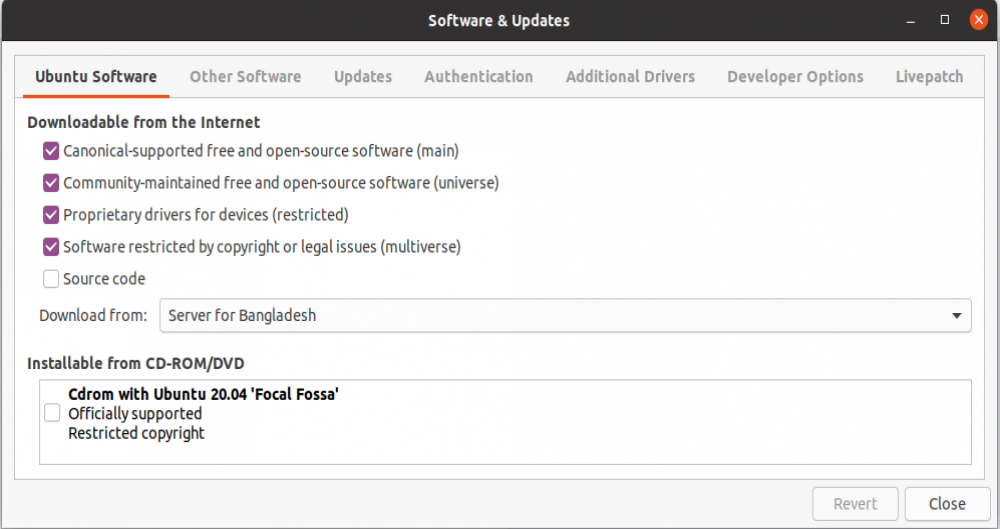 Software & Updates
Ubuntu Software Other Software Updates Authentication Additional Drivers Developer Options Livepatch
Downloadable from the Internet
Canonical-supported free and open-source software (main)
Community-maintained free and open-source software (universe)
Proprietary drivers for devices (restricted)
Software restricted by copyright or legal issues (multiverse)
Source code
Download from: Server for Bangladesh
Installable from CD-ROM/DVD
Cdrom with Ubuntu 20.04 'Focal Fossa'
Officially supported
Restricted copyright
Revert Close